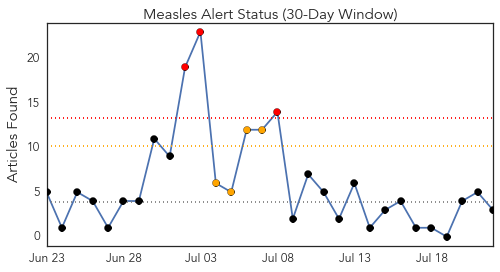 Measles Alert Status (30-Day Window)
Articles Found
20
15
10
5
0
Jun 23 Jun 28 Jul 03 Jul 08 Jul 13 Jul 18